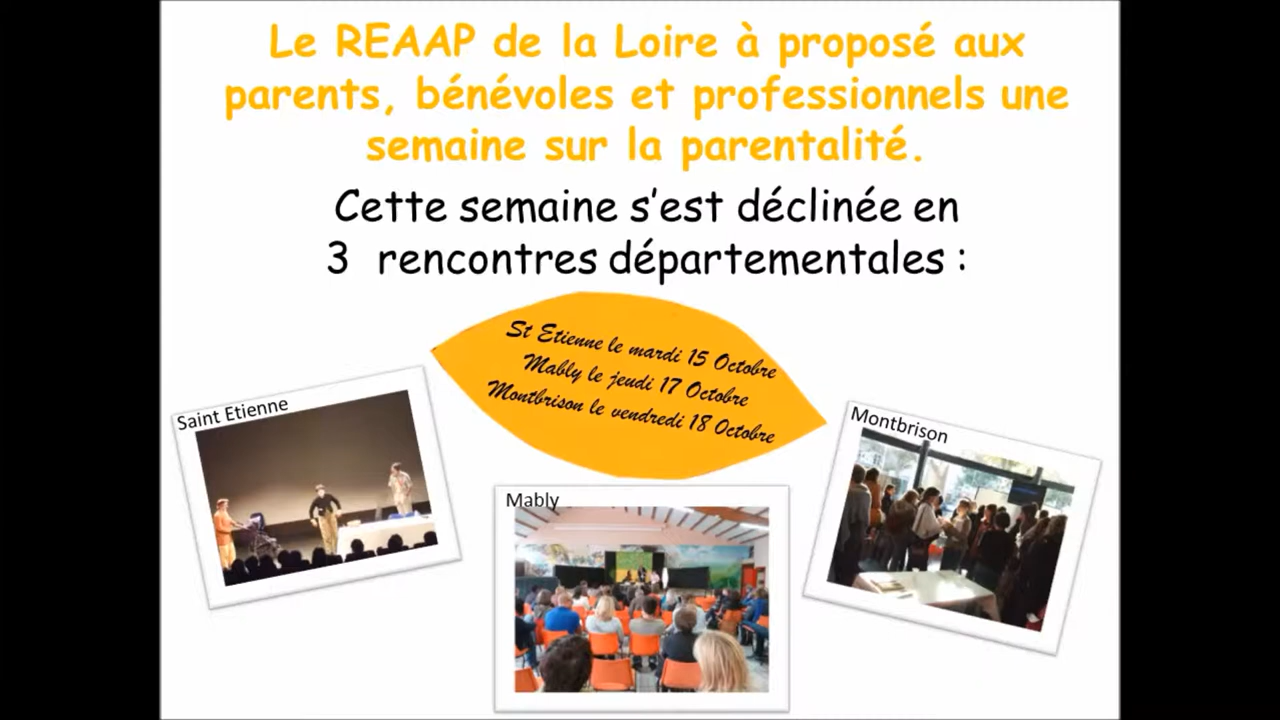 Le REAAP de la Loire à proposé aux
parents, bénévoles et professionnels une
semaine sur la parentalité.
Cette semaine s'est déclinée en
3 rencontres départementales :
St Etienne le mardi 15 Octobre
Mably le jeudi 17 Octobre
Montbrison le vendredi 18 Octobre
Saint Etienne
Mably
Montbrison